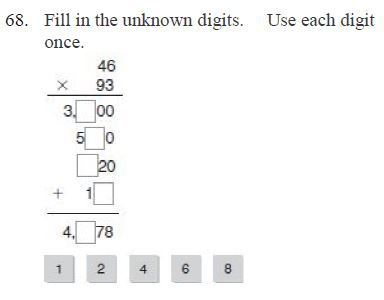 68. Fill in the unknown digits. Use each digit
once.
46
× 93
3,□00
5□0
□20
+ 1□
4,□78
1 2 4 6 8